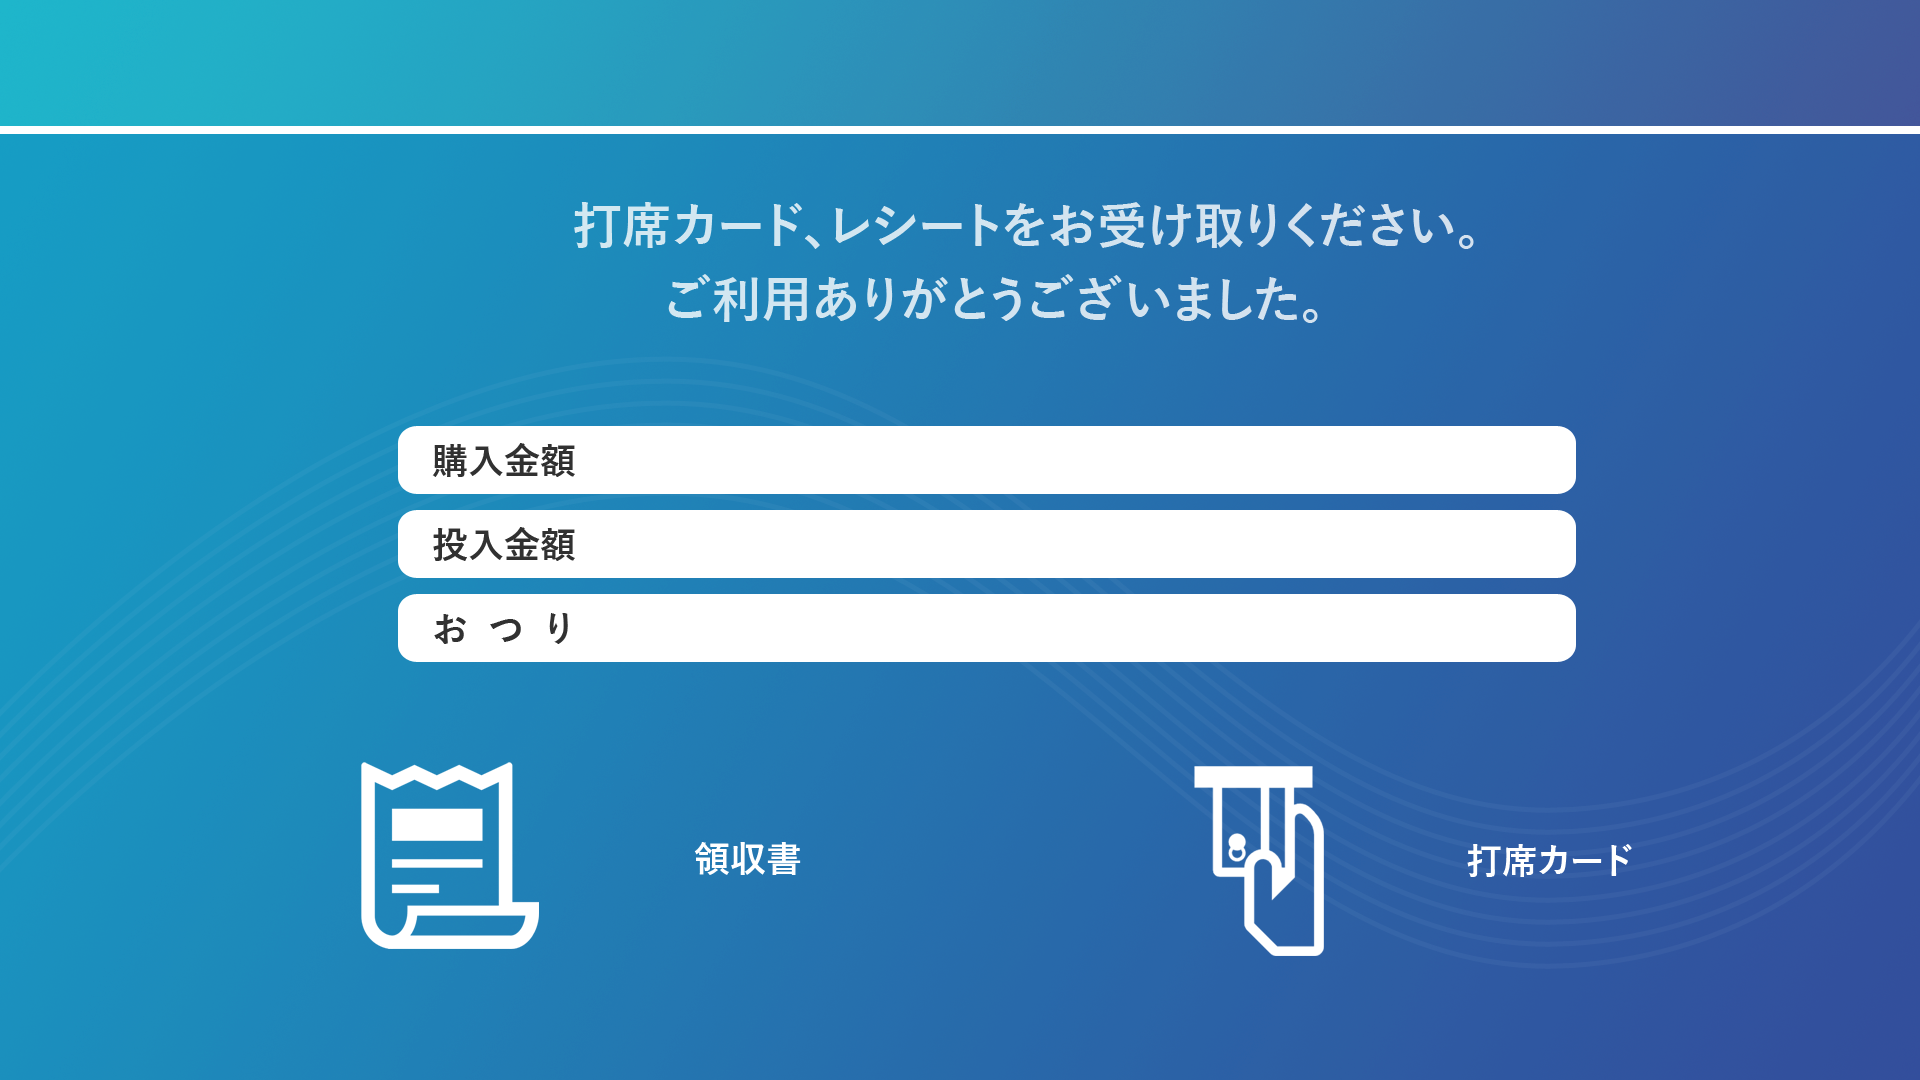 打席カード、レシートをお受け取りください。
ご利用ありがとうございました。
購入金額
投入金額
おつり
領収書
打席カード